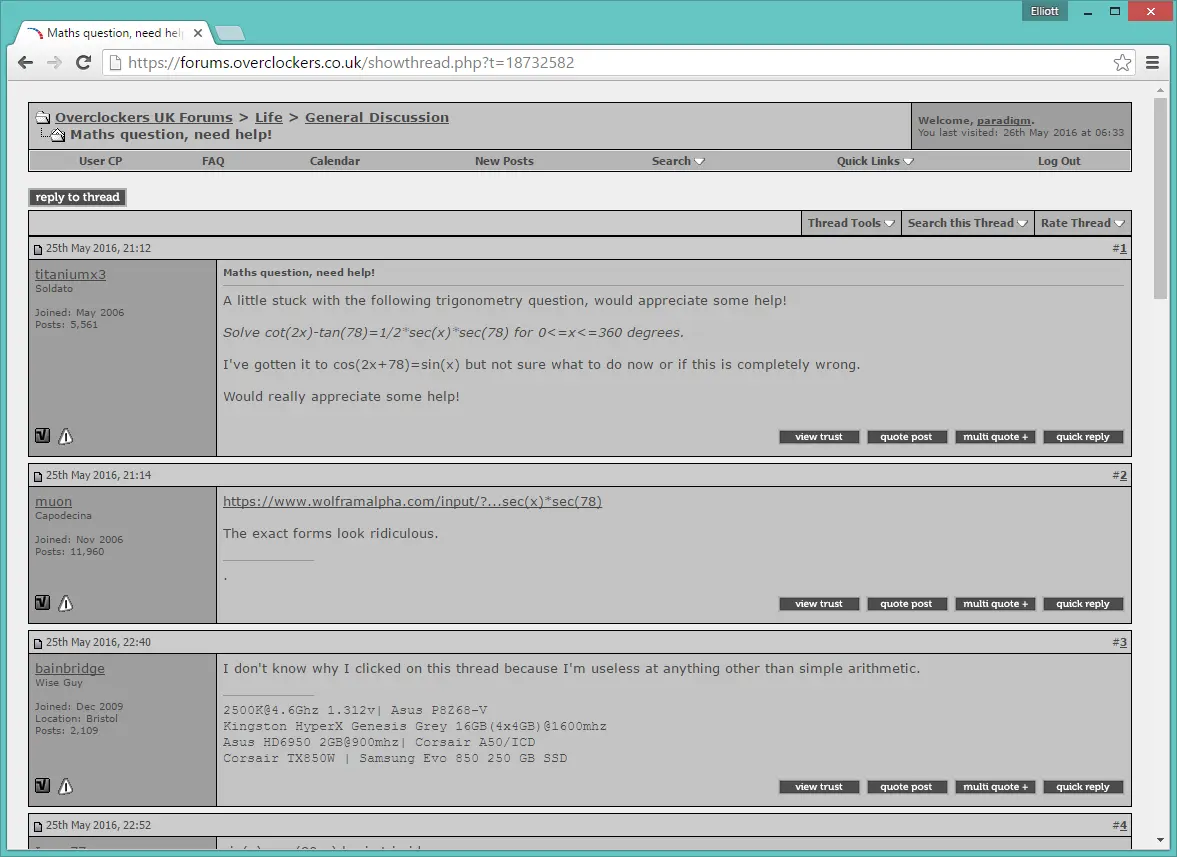 Elliott
Maths question, need hel
https://forums.overclockers.co.uk/showthread.php?t=18732582
Overclockers UK Forums > Life > General Discussion
Maths question, need help!
Welcome, paradigm.
You last visited: 26th May 2016 at 06:33
User CP FAQ Calendar New Posts Search Quick Links Log Out
reply to thread
Thread Tools Search this Thread Rate Thread
25th May 2016, 21:12 #1
titaniumx3
Soldato
Joined: May 2006
Posts: 5,561
Maths question, need help!
A little stuck with the following trigonometry question, would appreciate some help!
Solve cot(2x)-tan(78)=1/2*sec(x)*sec(78) for 0<=x<=360 degrees.
I've gotten it to cos(2x+78)=sin(x) but not sure what to do now or if this is completely wrong.
Would really appreciate some help!
view trust quote post multi quote + quick reply
25th May 2016, 21:14 #2
muon
Capodecina
Joined: Nov 2006
Posts: 11,960
https://www.wolframalpha.com/input/?...sec(x)*sec(78)
The exact forms look ridiculous.
.
view trust quote post multi quote + quick reply
25th May 2016, 22:40 #3
bainbridge
Wise Guy
Joined: Dec 2009
Location: Bristol
Posts: 2,109
I don't know why I clicked on this thread because I'm useless at anything other than simple arithmetic.
2500K@4.6Ghz 1.312v| Asus P8Z68-V
Kingston HyperX Genesis Grey 16GB(4x4GB)@1600mhz
Asus HD6950 2GB@900mhz| Corsair A50/ICD
Corsair TX850W | Samsung Evo 850 250 GB SSD
view trust quote post multi quote + quick reply
25th May 2016, 22:52 #4